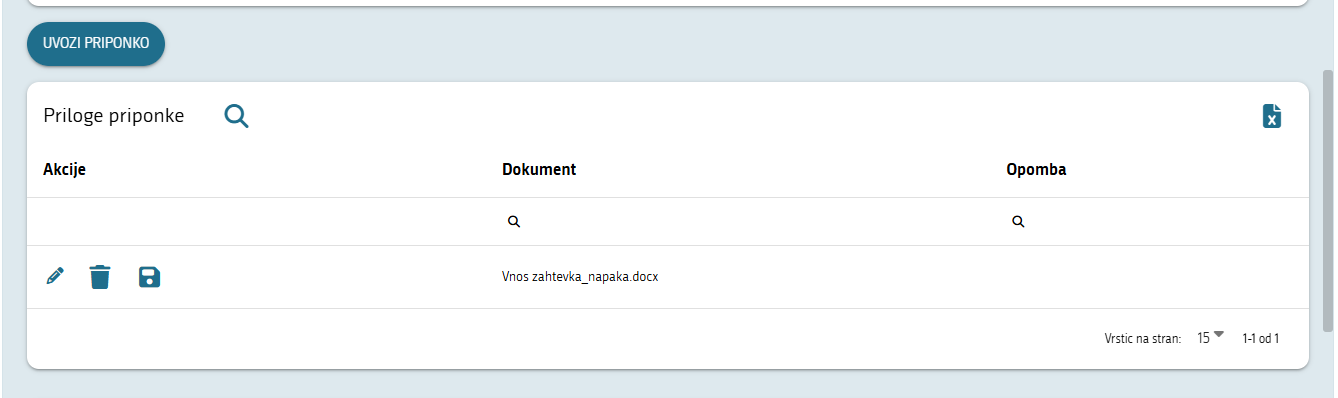 UVOZI PRIPONKO
Priloge priponke
Akcije Dokument Opomba
Vnos zahtevka_napaka.docx
Vrstic na stran: 15 1-1 od 1